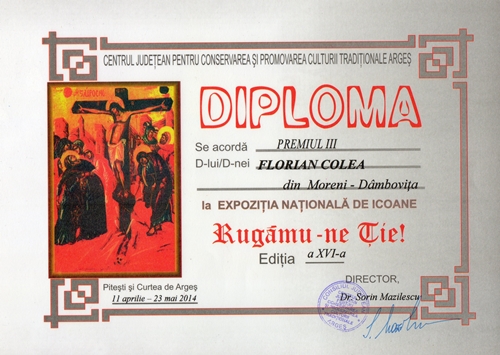 CENTRUL JUDEȚEAN PENTRU CONSERVAREA ȘI PROMOVAREA CULTURII TRADIȚIONALE ARGEȘ
DIPLOMA
Se acordă PREMIUL III
D-lui/D-nei FLORIAN COLEA
din Moreni - Dâmbovița
la EXPOZIȚIA NAȚIONALĂ DE ICOANE
Rugămu-ne Ție!
Ediția a XVI-a
Pitești și Curtea de Argeș
11 aprilie – 23 mai 2014
DIRECTOR,
Dr. Sorin Mazilescu
ARGEȘ